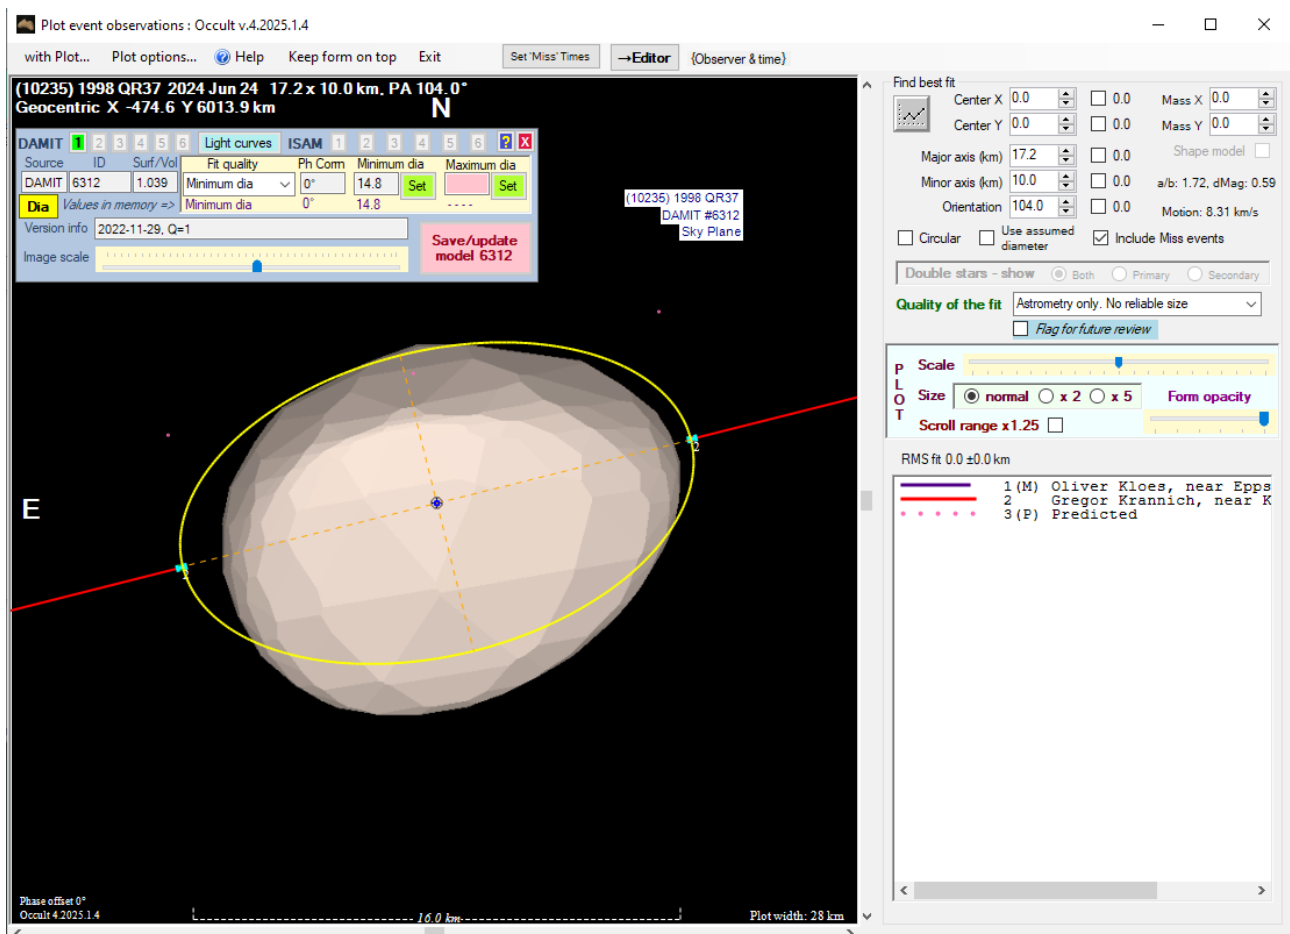 Plot event observations : Occult v.4.2025.1.4
with Plot... Plot options... Help Keep form on top Exit Set 'Miss' Times →Editor {Observer & time}
(10235) 1998 QR37 2024 Jun 24 17.2 x 10.0 km, PA 104.0°
Geocentric X -474.6 Y 6013.9 km
N
DAMIT 1 2 3 4 5 6 Light curves ISAM 1 2 3 4 5 6 ? X
Source ID Surf/Vol Fit quality Ph Corrn Minimum dia Maximum dia
DAMIT 6312 1.039 Minimum dia 0° 14.8 Set Set
Dia Values in memory => Minimum dia 0° 14.8 ----
Version info 2022-11-29, Q=1
Save/update
model 6312
Image scale
(10235) 1998 QR37
DAMIT #6312
Sky Plane
2
E
2
Phase offset 0°
Occult 4.2025.1.4
16.0 km
Plot width: 28 km
Find best fit
Center X 0.0 0.0 Mass X 0.0
Center Y 0.0 0.0 Mass Y 0.0
Major axis (km) 17.2 0.0 Shape model
Minor axis (km) 10.0 0.0 a/b: 1.72, dMag: 0.59
Orientation 104.0 0.0 Motion: 8.31 km/s
Circular Use assumed diameter Include Miss events
Double stars - show Both Primary Secondary
Quality of the fit Astrometry only. No reliable size
Flag for future review
PLOT
Scale
Size normal x 2 x 5 Form opacity
Scroll range x1.25
RMS fit 0.0 ±0.0 km
1(M) Oliver Kloes, near Epps
2 Gregor Krannich, near K
3(P) Predicted